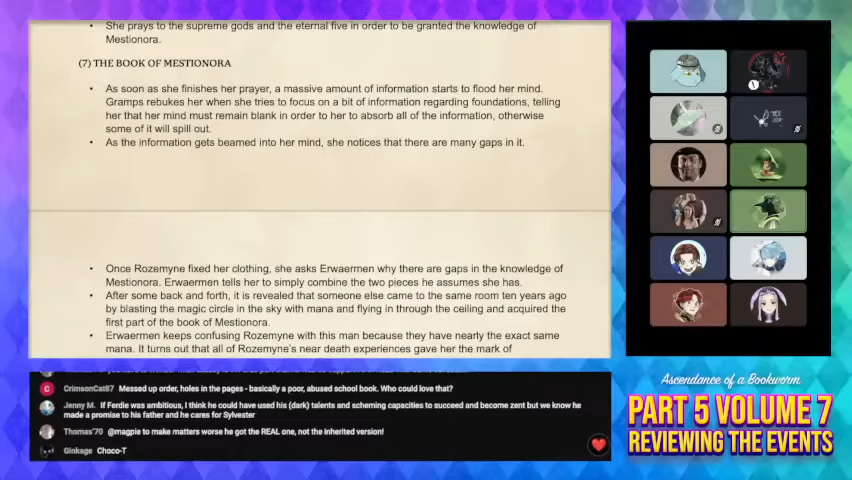 She prays to the supreme gods and the eternal five in order to be granted the knowledge of
Mestionora.
(7) THE BOOK OF MESTIONORA
As soon as she finishes her prayer, a massive amount of information starts to flood her mind.
Gramps rebukes her when she tries to focus on a bit of information regarding foundations, telling
her that her mind must remain blank in order to her to absorb all of the information, otherwise
some of it will spill out.
As the information gets beamed into her mind, she notices that there are many gaps in it.
Once Rozemyne fixed her clothing, she asks Erwaermen why there are gaps in the knowledge of
Mestionora. Erwaermen tells her to simply combine the two pieces he assumes she has.
After some back and forth, it is revealed that someone else came to the same room ten years ago
by blasting the magic circle in the sky with mana and flying in through the ceiling and acquired the
first part of the book of Mestionora.
Erwaermen keeps confusing Rozemyne with this man because they have nearly the exact same
mana. It turns out that all of Rozemyne's near death experiences gave her the mark of
C CrimsonCat87 Messed up order, holes in the pages - basically a poor, abused school book. Who could love that?
Jenny M. If Ferdie was ambitious, I think he could have used his (dark) talents and scheming capacities to succeed and become zent but we know he
made a promise to his father and he cares for Sylvester
Thomas'70 @magpie to make matters worse he got the REAL one, not the inherited version!
Ginkage Choco-T
Ascendance of a Bookworm
PART 5 VOLUME 7
REVIEWING THE EVENTS